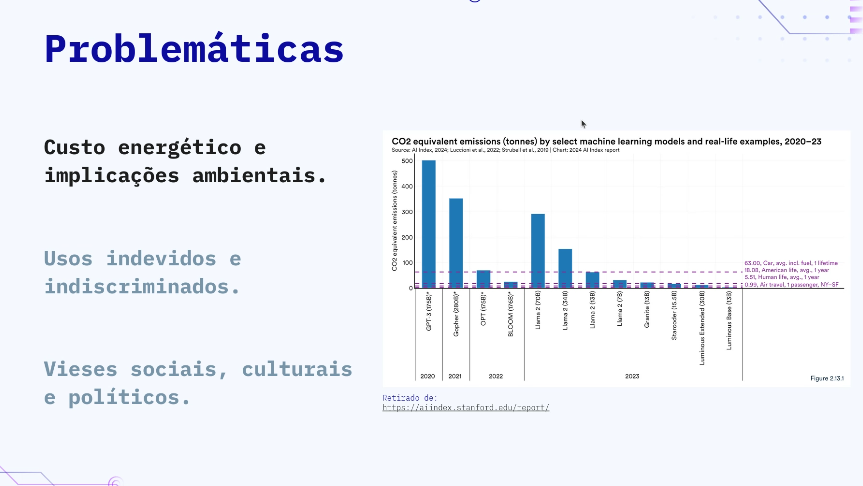 Problemáticas
Custo energético e
implicações ambientais.
Usos indevidos e
indiscriminados.
Vieses sociais, culturais
e políticos.
CO2 equivalent emissions (tonnes) by select machine learning models and real-life examples, 2020–23
Source: AI Index, 2024; Luccioni et al., 2022; Strubell et al., 2019 | Chart: 2024 AI Index report
CO2 equivalent emissions (tonnes)
500
400
300
200
100
0
63.00, Car, avg. incl. fuel, 1 lifetime
18.08, American life, avg., 1 year
5.51, Human life, avg., 1 year
0.99, Air travel, 1 passenger, NY–SF
GPT-3 (175B)*
Gopher (280B)*
OPT (175B)*
BLOOM (176B)*
Llama 2 (70B)
Llama 2 (34B)
Llama 2 (13B)
Llama 2 (7B)
Granite (13B)
Starcoder (15.5B)
Luminous Extended (30B)
Luminous Base (13B)
2020
2021
2022
2023
Figure 2.13.1
Retirado de:
https://aiindex.stanford.edu/report/